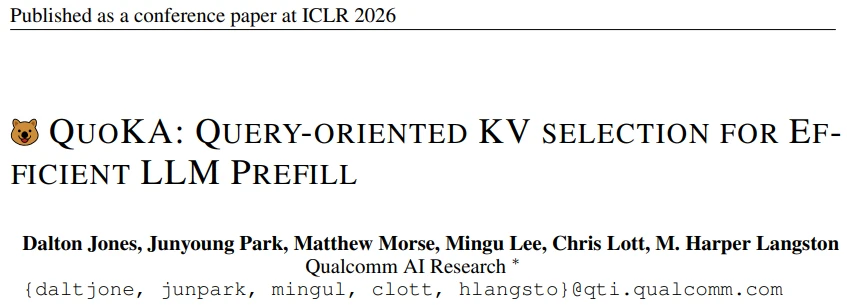 Published as a conference paper at ICLR 2026
QUOKA: QUERY-ORIENTED KV SELECTION FOR EF-
FICIENT LLM PREFILL
Dalton Jones, Junyoung Park, Matthew Morse, Mingu Lee, Chris Lott, M. Harper Langston
Qualcomm AI Research *
{daltjone, junpark, mingul, clott, hlangsto}@qti.qualcomm.com